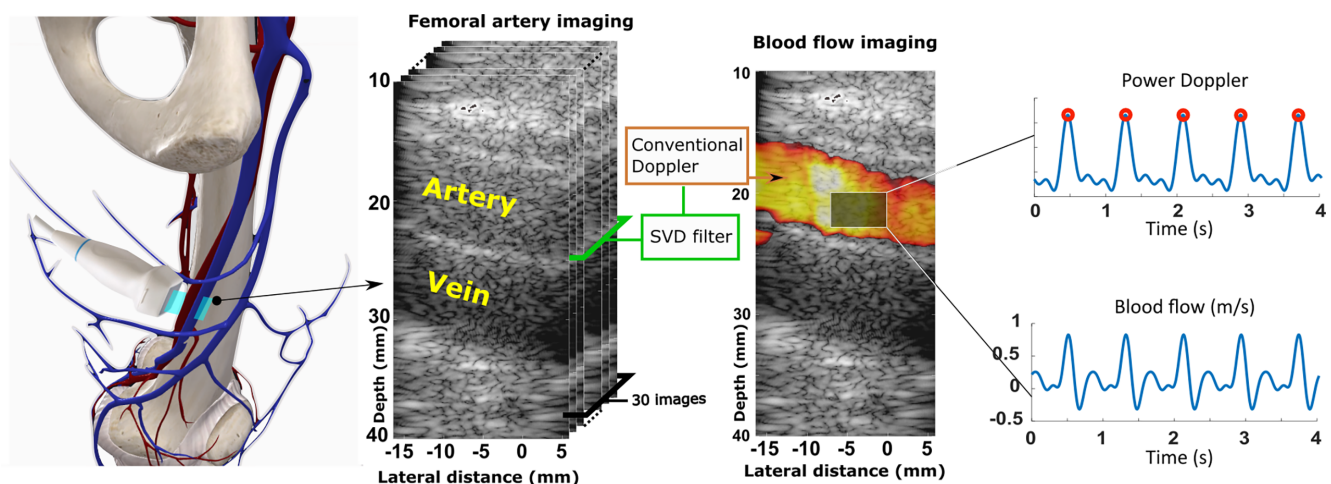 Femoral artery imaging
10
20
30
40
Depth (mm)
-15
-10
-5
0
5
Lateral distance (mm)
Artery
Vein
30 images
Conventional
Doppler
SVD filter
Blood flow imaging
10
20
30
40
Depth (mm)
-15
-10
-5
0
5
Lateral distance (mm)
Power Doppler
0 1 2 3 4
Time (s)
Blood flow (m/s)
1
0.5
0
-0.5
0 1 2 3 4
Time (s)